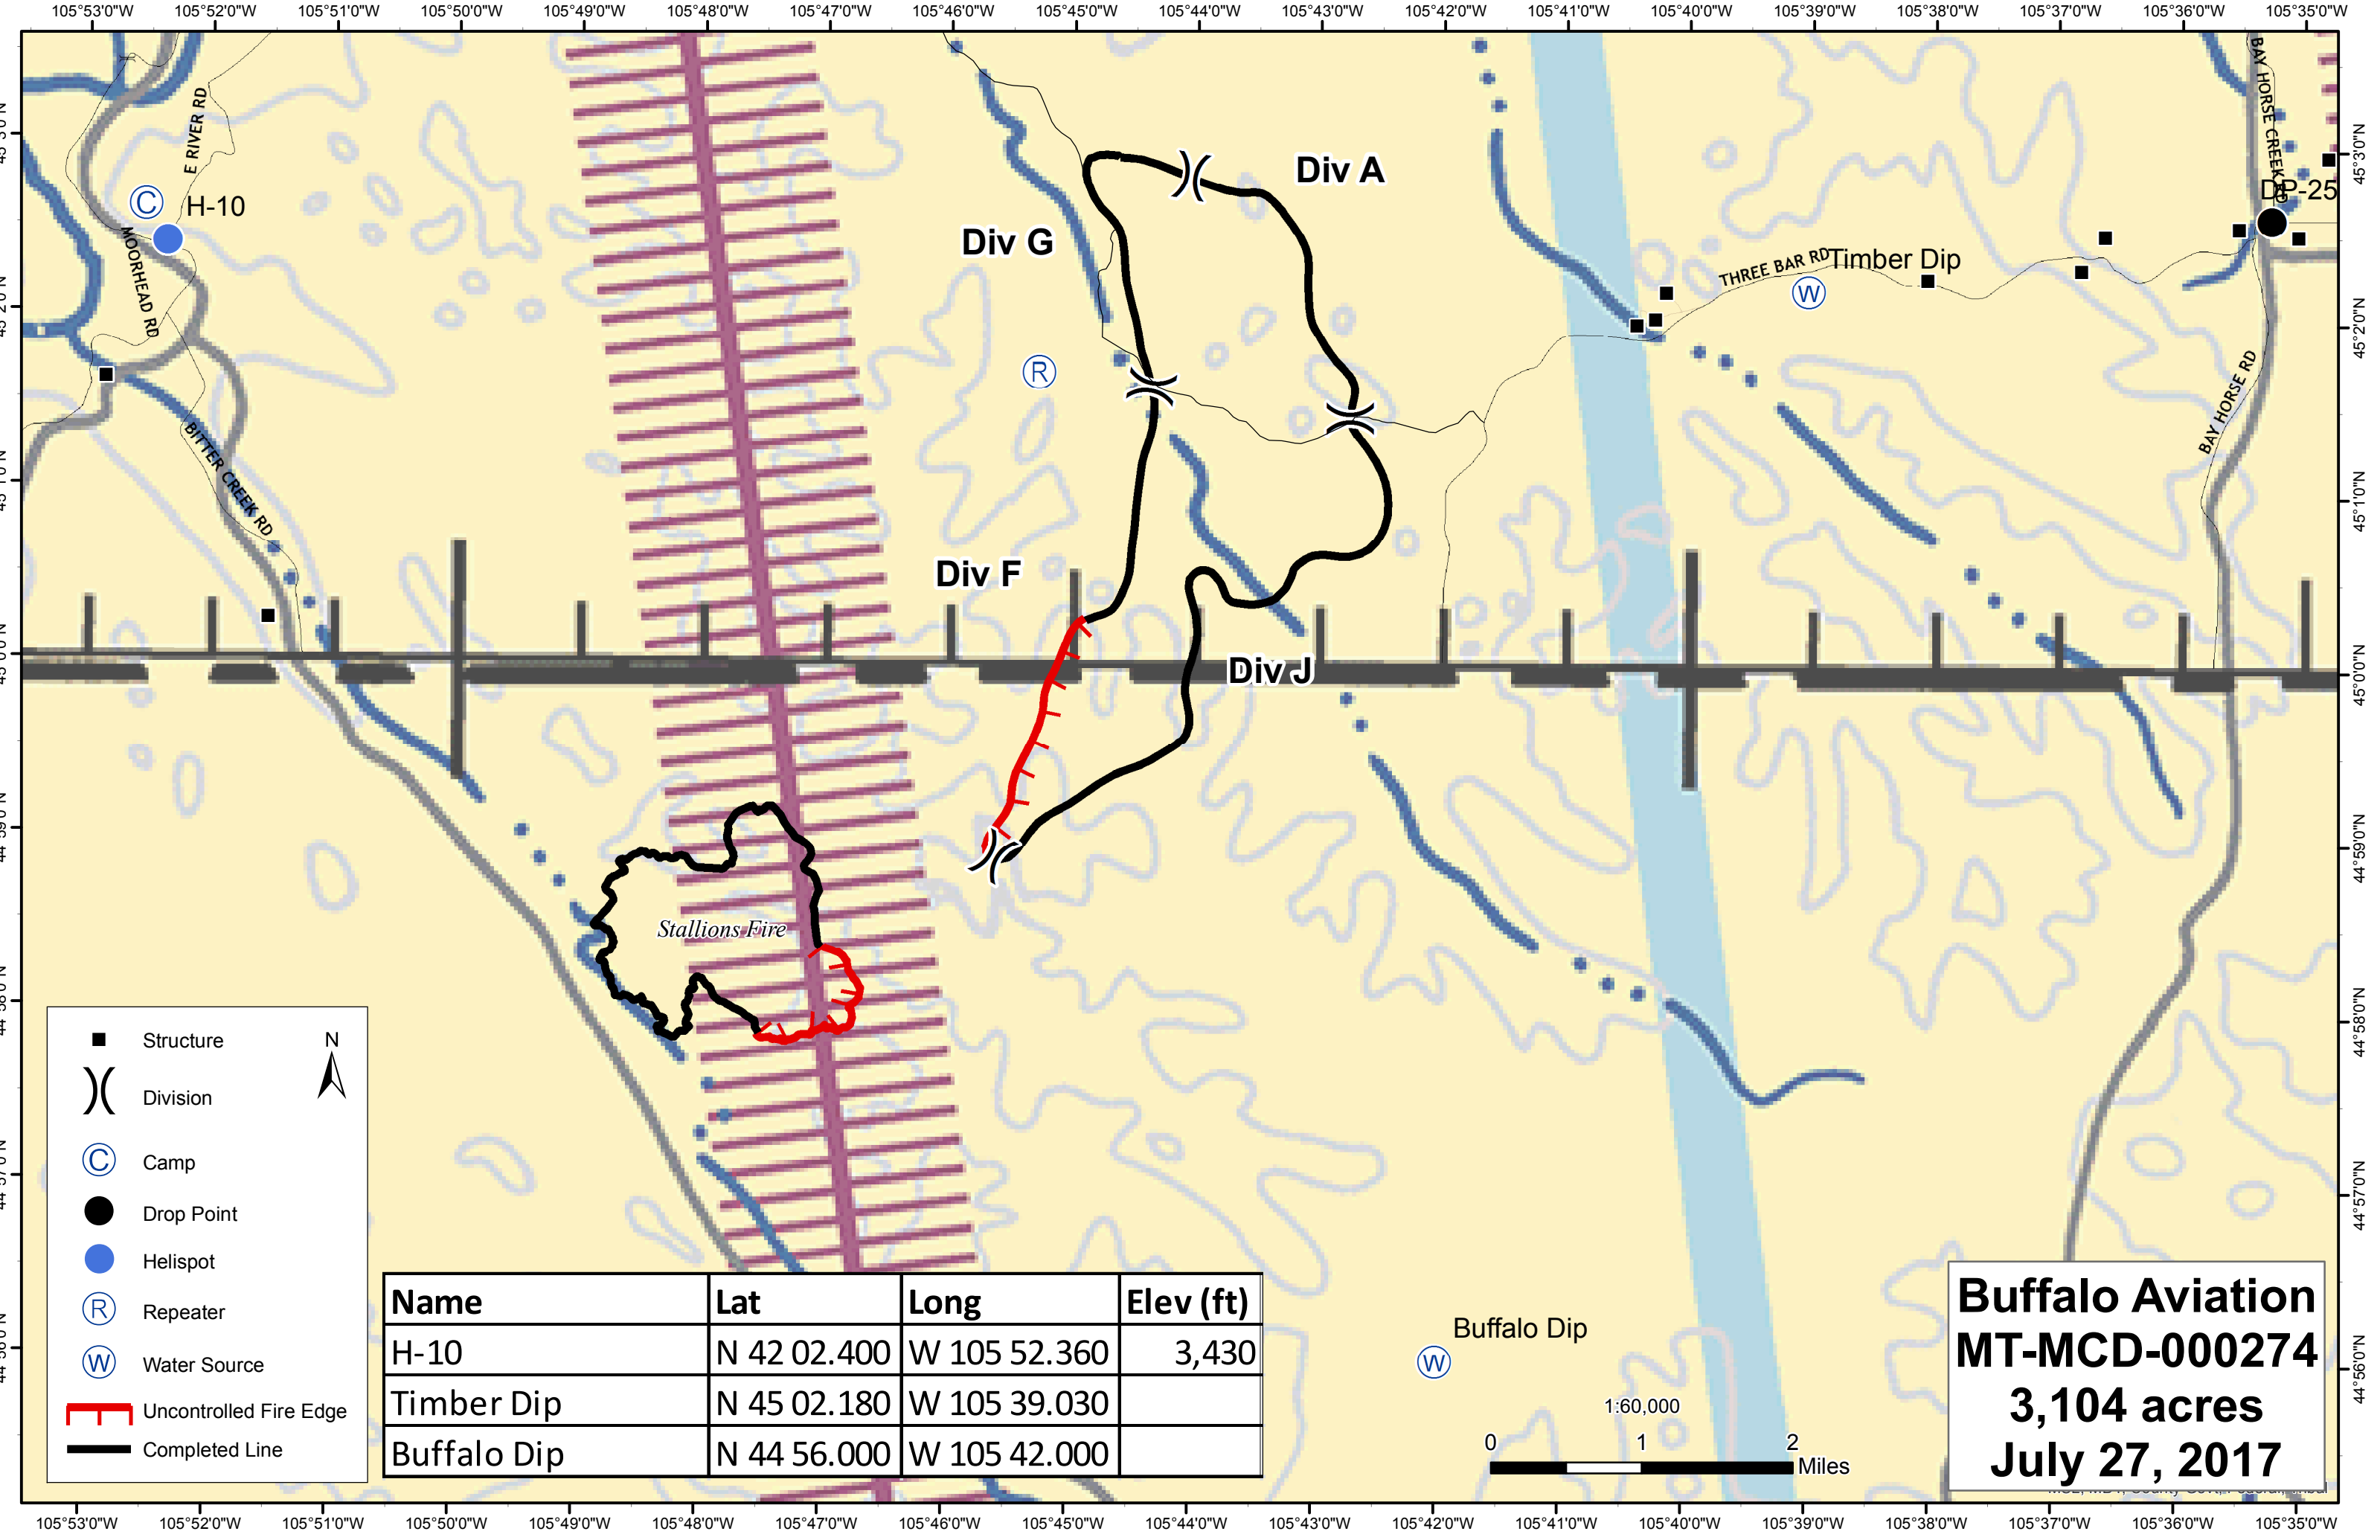 105°53'0"W 105°52'0"W 105°51'0"W 105°50'0"W 105°49'0"W 105°48'0"W 105°47'0"W 105°46'0"W 105°45'0"W 105°44'0"W 105°43'0"W 105°42'0"W 105°41'0"W 105°40'0"W 105°39'0"W 105°38'0"W 105°37'0"W 105°36'0"W 105°35'0"W
BAY HORSE CREEK RD
E RIVER RD
45°3'0"N
Div A
DP-25
H-10
C
MOORHEAD RD
Div G
THREE BAR RD
Timber Dip
W
45°2'0"N
R
BAY HORSE RD
BITTER CREEK RD
45°1'0"N
Div F
Div J
45°0'0"N
44°59'0"N
Stallions Fire
44°58'0"N
44°57'0"N
44°56'0"N
Structure
N
Division
C Camp
Drop Point
Helispot
R Repeater
W Water Source
Uncontrolled Fire Edge
Completed Line
Name Lat Long Elev (ft)
H-10 N 42 02.400 W 105 52.360 3,430
Timber Dip N 45 02.180 W 105 39.030
Buffalo Dip N 44 56.000 W 105 42.000
Buffalo Dip
W
1:60,000
0 1 2
Miles
Buffalo Aviation
MT-MCD-000274
3,104 acres
July 27, 2017
105°53'0"W 105°52'0"W 105°51'0"W 105°50'0"W 105°49'0"W 105°48'0"W 105°47'0"W 105°46'0"W 105°45'0"W 105°44'0"W 105°43'0"W 105°42'0"W 105°41'0"W 105°40'0"W 105°39'0"W 105°38'0"W 105°37'0"W 105°36'0"W 105°35'0"W